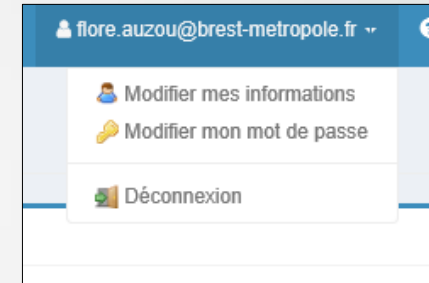 flore.auzou@brest-metropole.fr
Modifier mes informations
Modifier mon mot de passe
Déconnexion